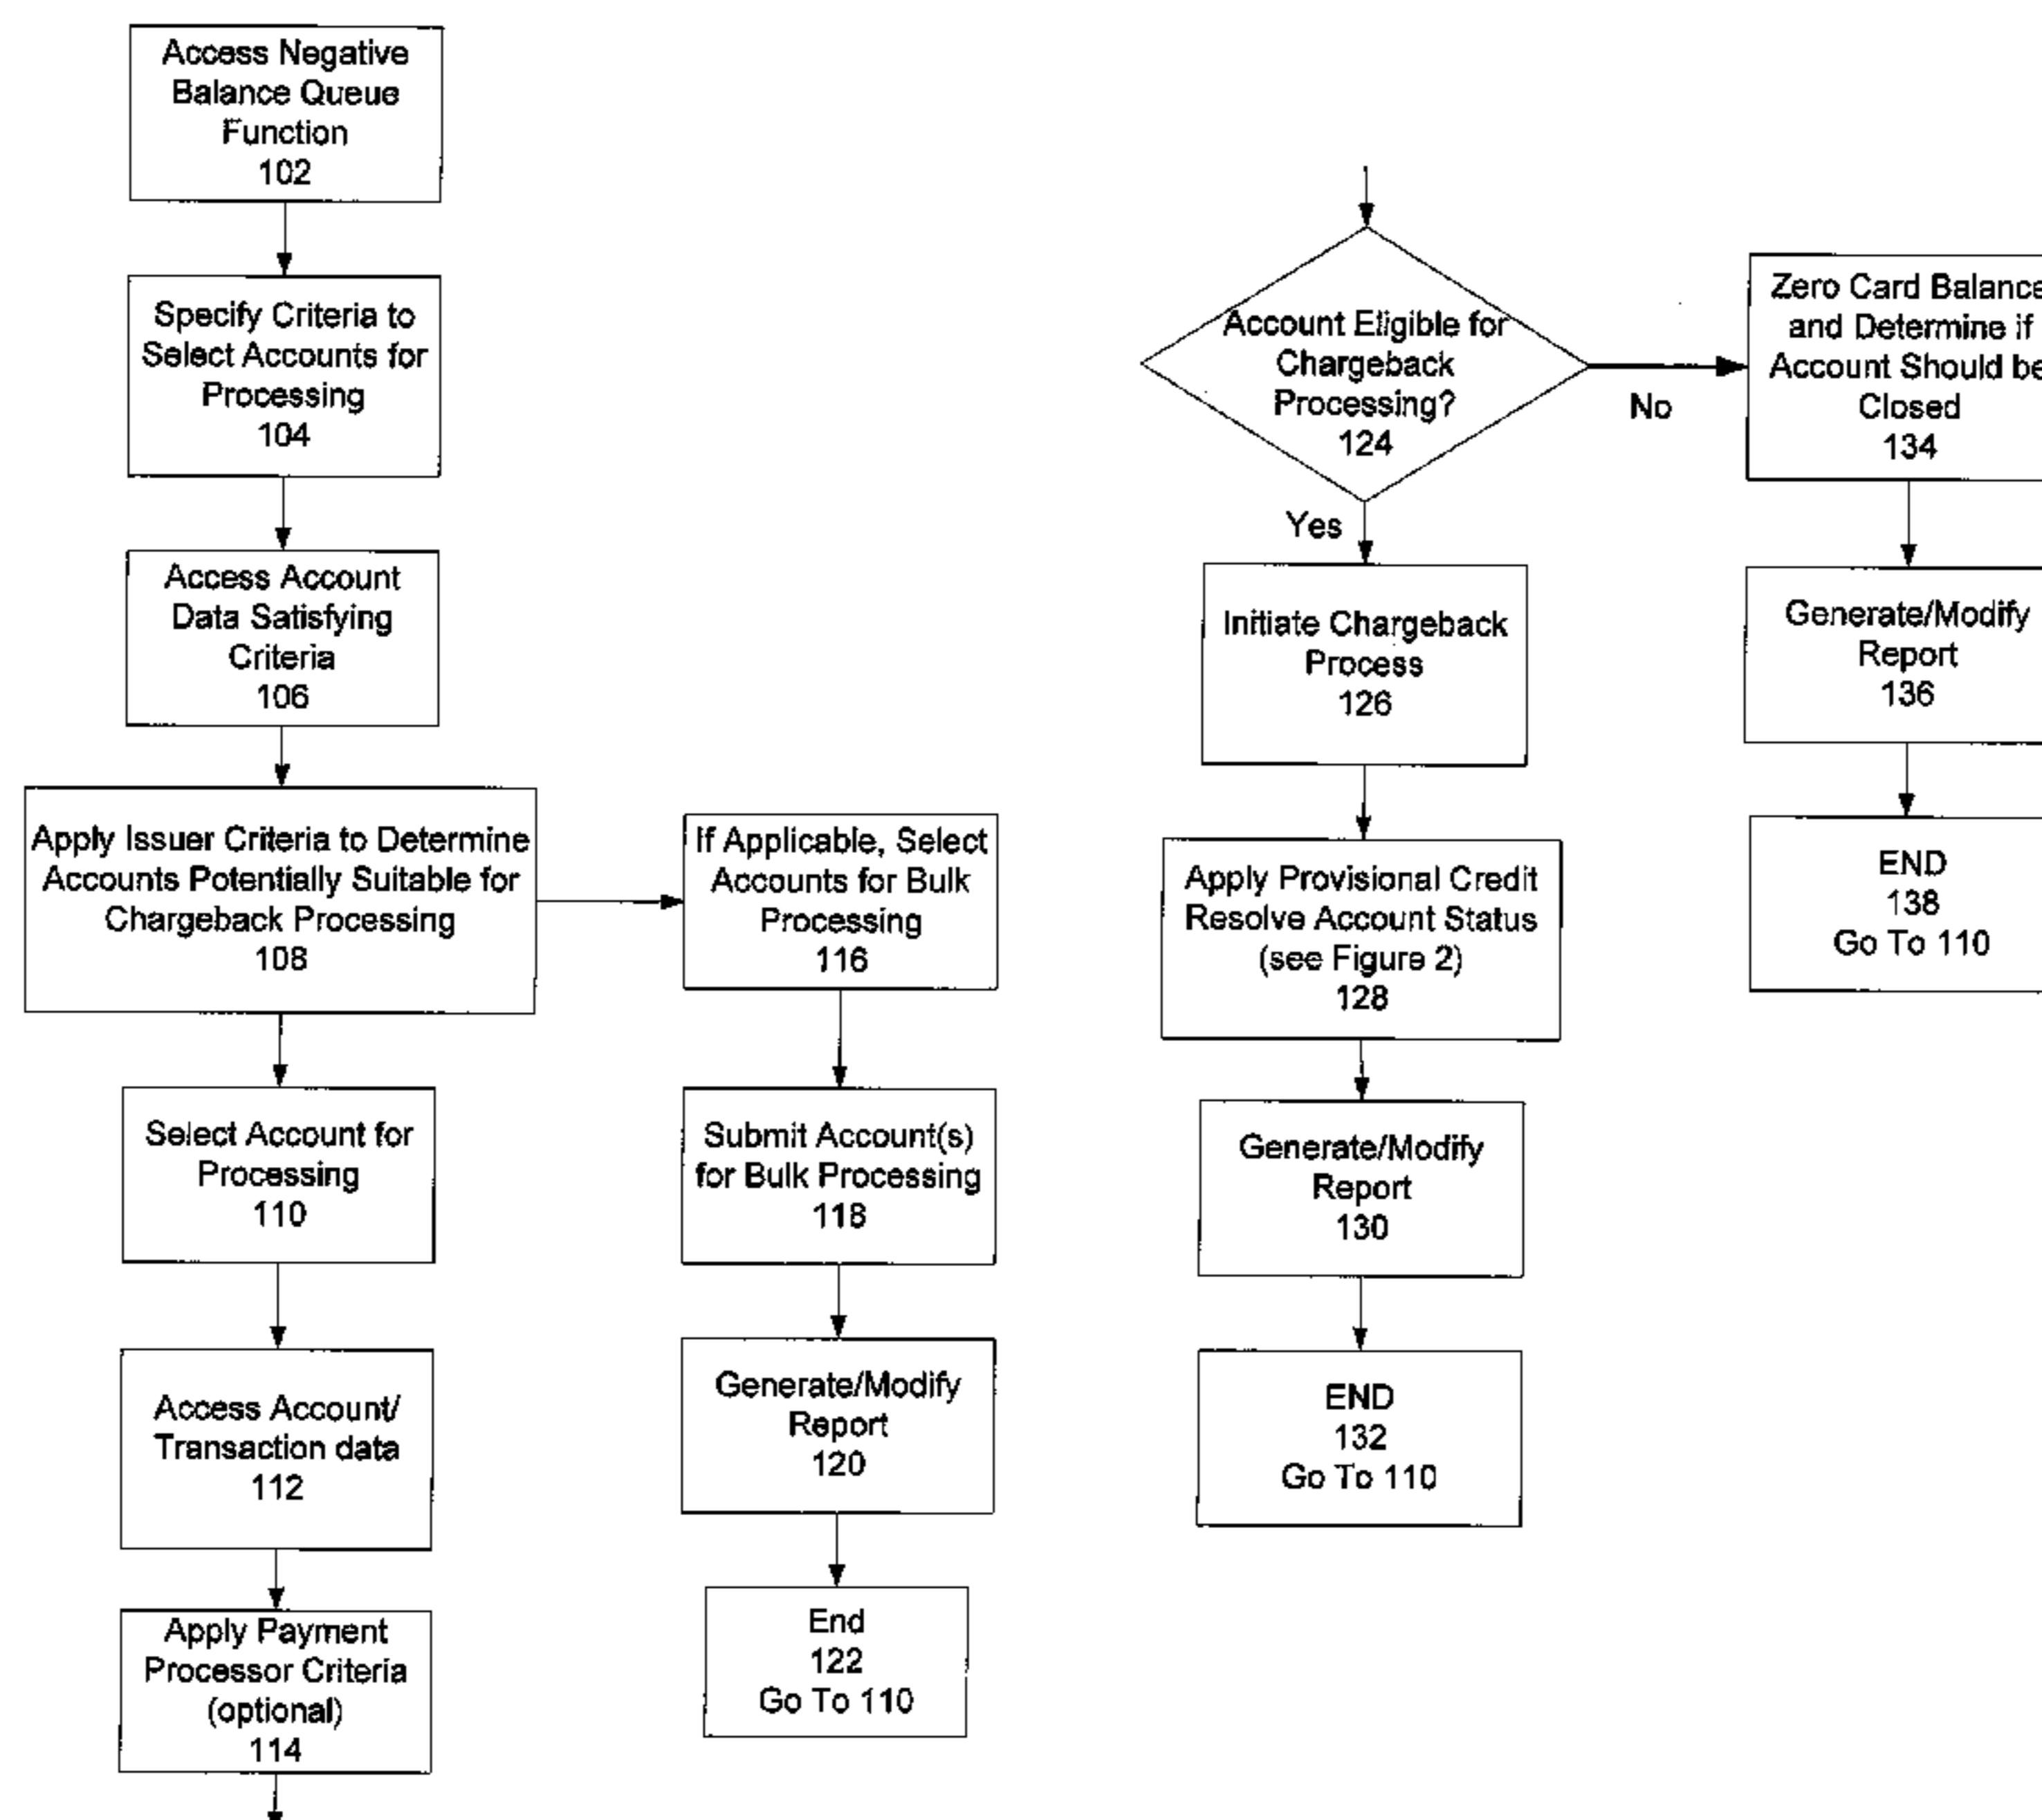 Access Negative
Balance Queue
Function
102
Specify Criteria to
Select Accounts for
Processing
104
Access Account
Data Satisfying
Criteria
106
Apply Issuer Criteria to Determine
Accounts Potentially Suitable for
Chargeback Processing
108
Select Account for
Processing
110
Access Account/
Transaction data
112
Apply Payment
Processor Criteria
(optional)
114
If Applicable, Select
Accounts for Bulk
Processing
116
Submit Account(s)
for Bulk Processing
118
Generate/Modify
Report
120
End
122
Go To 110
Account Eligible for
Chargeback
Processing?
124
No
Yes
Initiate Chargeback
Process
126
Apply Provisional Credit
Resolve Account Status
(see Figure 2)
128
Generate/Modify
Report
130
END
132
Go To 110
Zero Card Balance
and Determine if
Account Should be
Closed
134
Generate/Modify
Report
136
END
138
Go To 110